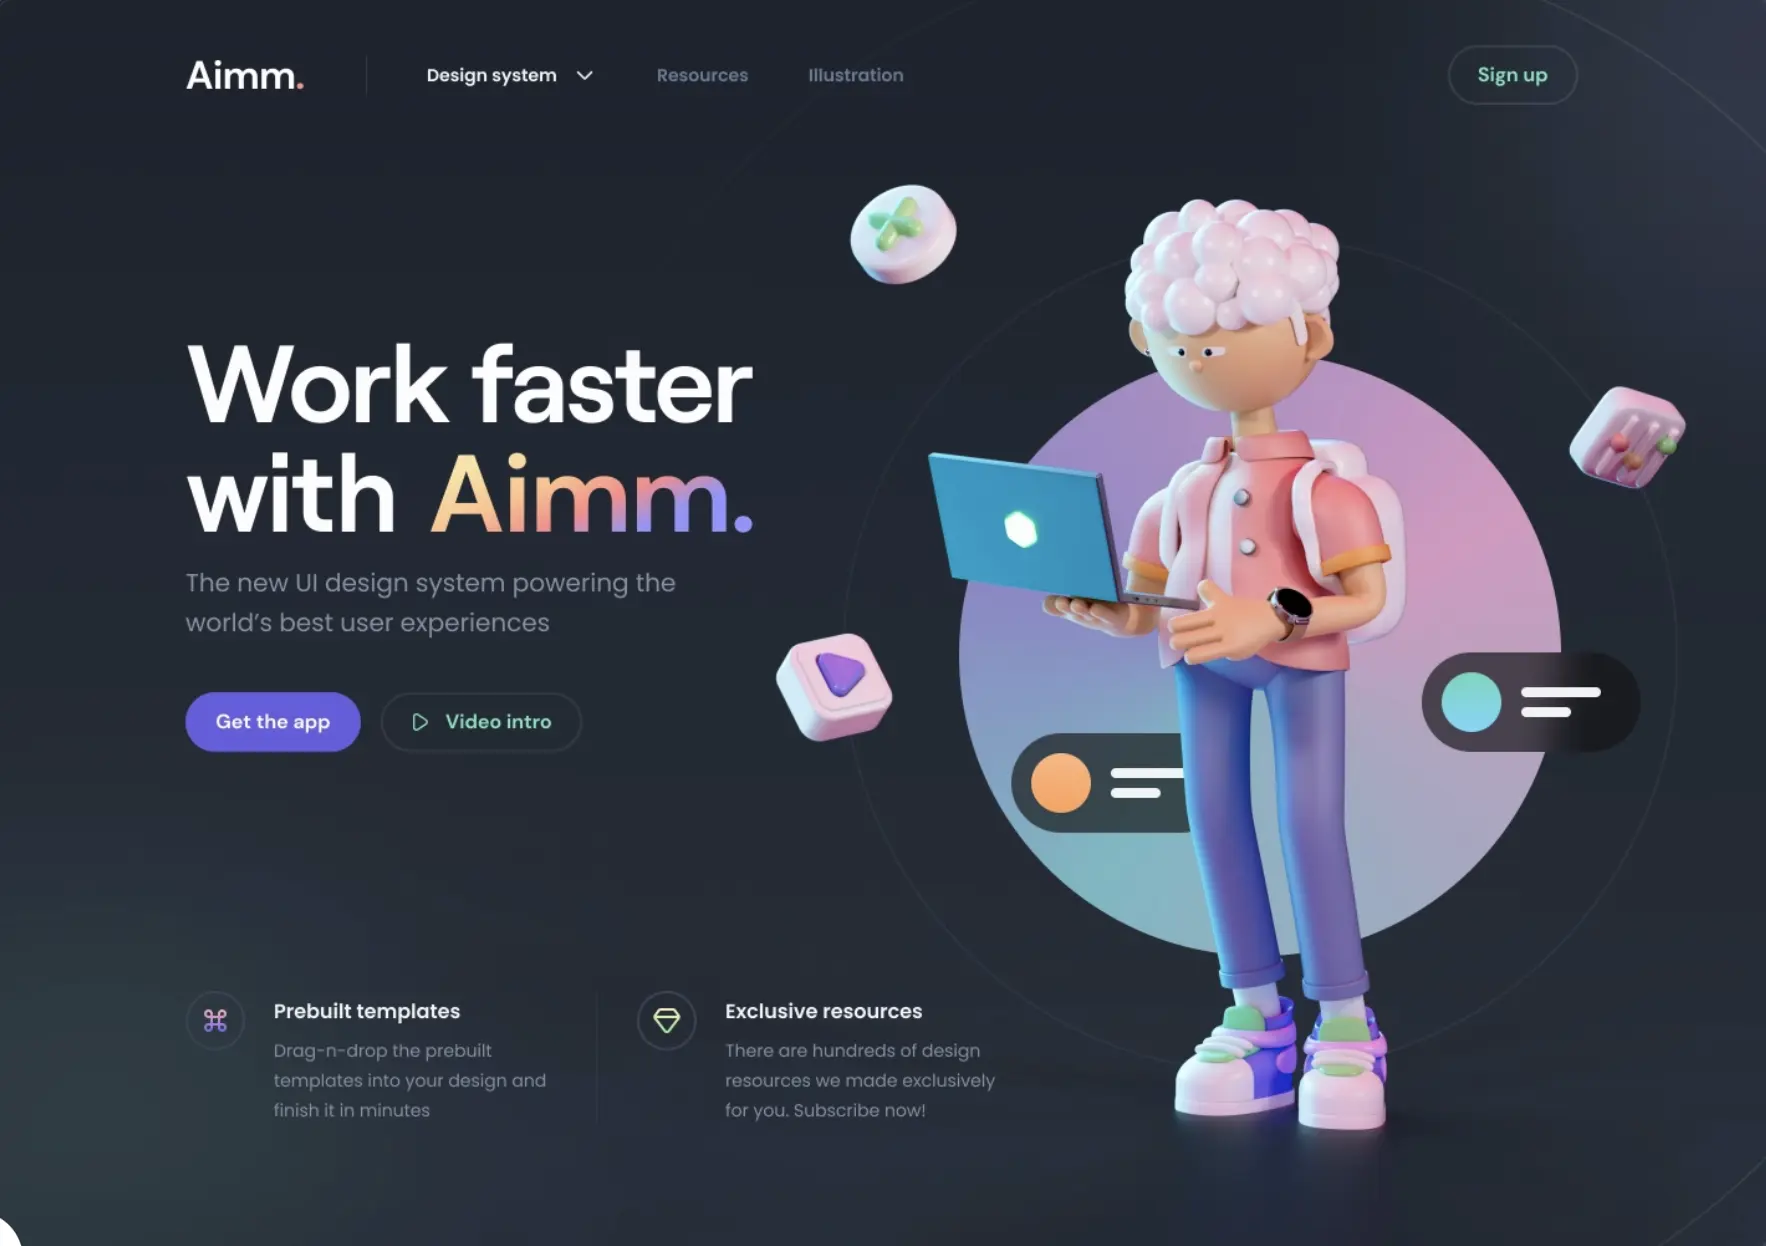 Aimm.
Design system
Resources
Illustration
Sign up
Work faster
with Aimm.
The new UI design system powering the
world’s best user experiences
Get the app
Video intro
Prebuilt templates
Drag-n-drop the prebuilt
templates into your design and
finish it in minutes
Exclusive resources
There are hundreds of design
resources we made exclusively
for you. Subscribe now!